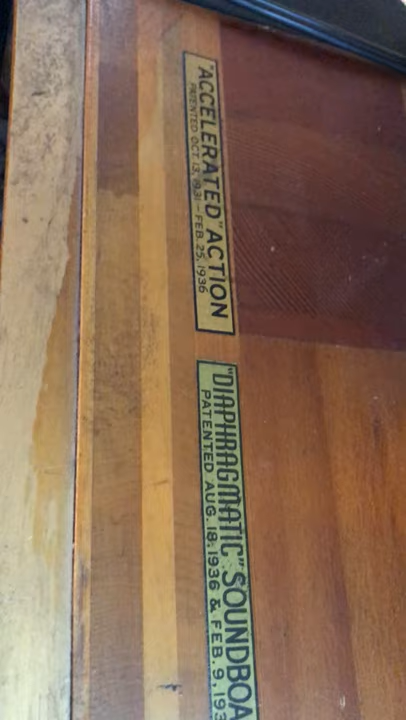 "ACCELERATED" ACTION
PATENTED OCT. 13, 1931 – FEB. 25, 1936
"DIAPHRAGMATIC" SOUNDBOA
PATENTED AUG. 18, 1936 & FEB. 9, 193